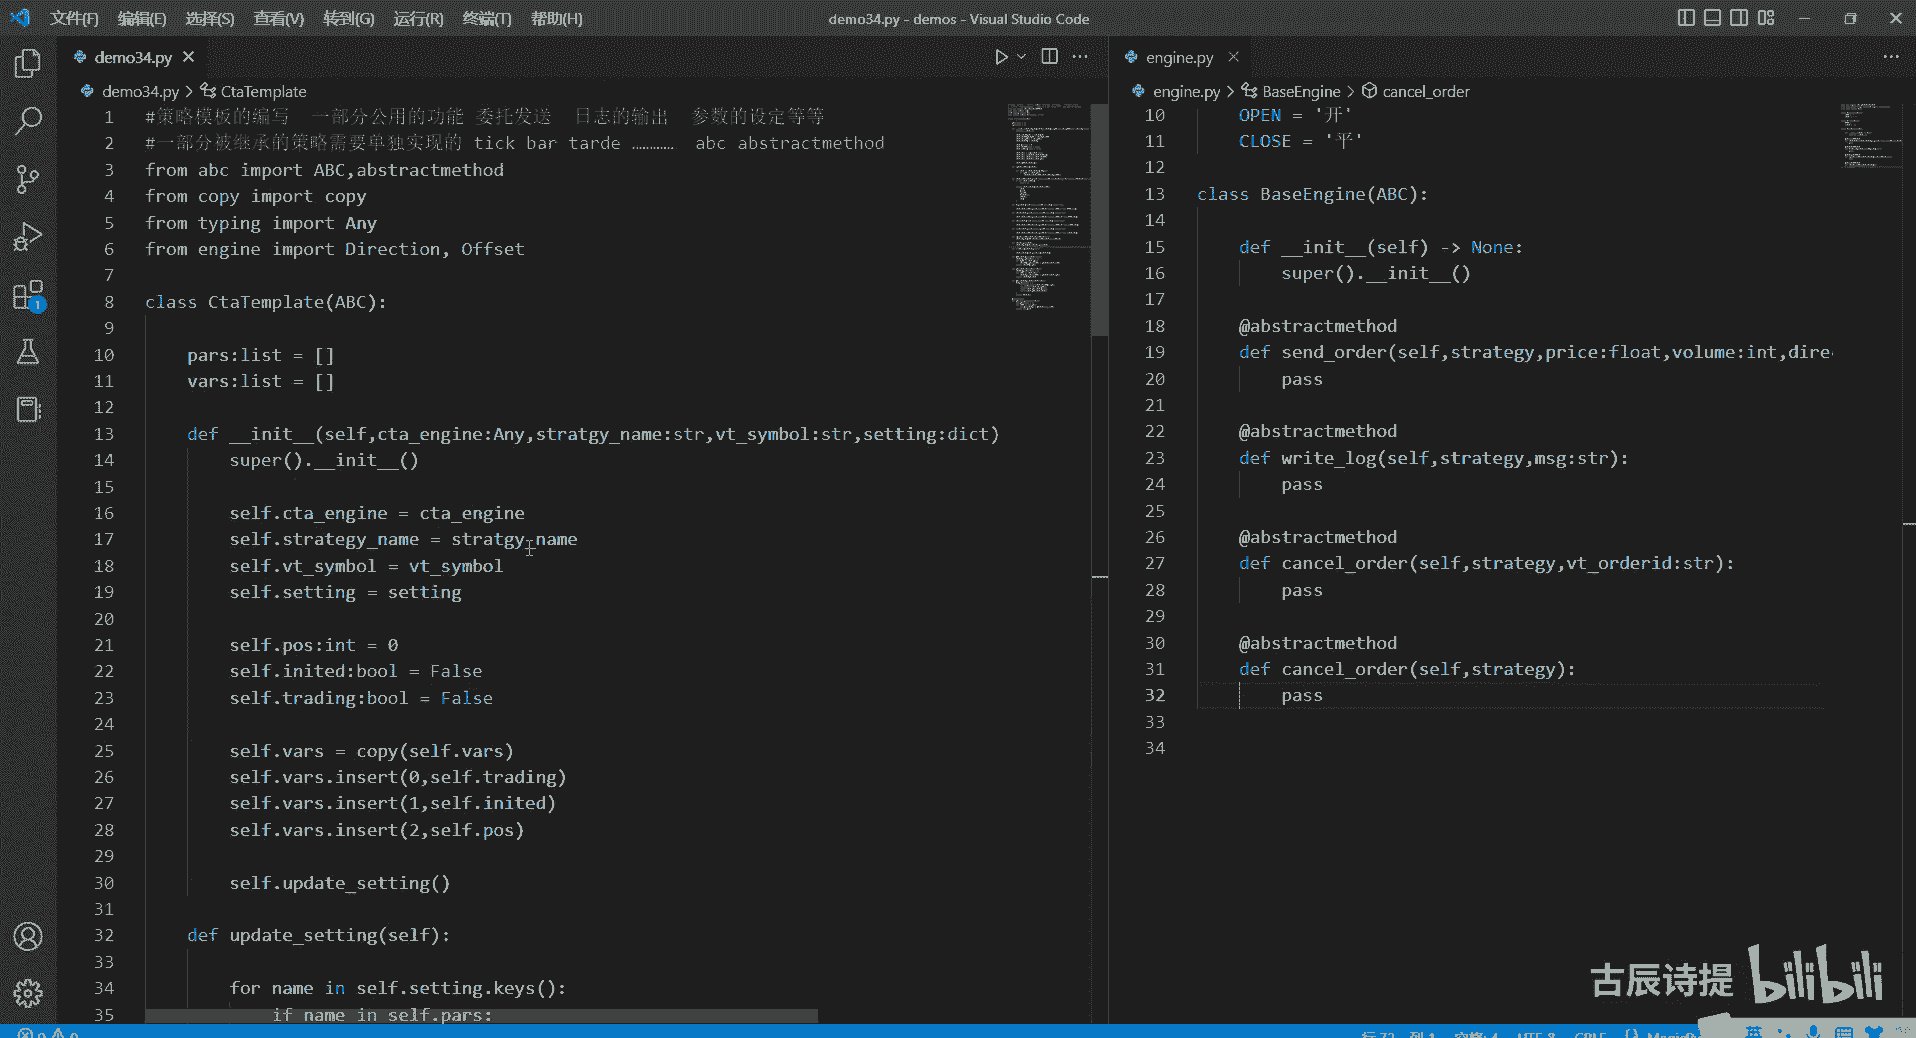 文件(F) 编辑(E) 选择(S) 查看(V) 转到(G) 运行(R) 终端(T) 帮助(H)
demo34.py - demos - Visual Studio Code
demo34.py
demo34.py > CtaTemplate
1 #策略模板的编写 一部分公用的功能 委托发送 日志的输出 参数的设定等等
2 #一部分被继承的策略需要单独实现的 tick bar tarde ………… abc abstractmethod
3 from abc import ABC,abstractmethod
4 from copy import copy
5 from typing import Any
6 from engine import Direction, Offset
7
8 class CtaTemplate(ABC):
9
10 pars:list = []
11 vars:list = []
12
13 def __init__(self,cta_engine:Any,stratgy_name:str,vt_symbol:str,setting:dict)
14 super().__init__()
15
16 self.cta_engine = cta_engine
17 self.strategy_name = stratgy_name
18 self.vt_symbol = vt_symbol
19 self.setting = setting
20
21 self.pos:int = 0
22 self.inited:bool = False
23 self.trading:bool = False
24
25 self.vars = copy(self.vars)
26 self.vars.insert(0,self.trading)
27 self.vars.insert(1,self.inited)
28 self.vars.insert(2,self.pos)
29
30 self.update_setting()
31
32 def update_setting(self):
33
34 for name in self.setting.keys():
35 if name in self.pars:
engine.py
engine.py > BaseEngine > cancel_order
10 OPEN = '开'
11 CLOSE = '平'
12
13 class BaseEngine(ABC):
14
15 def __init__(self) -> None:
16 super().__init__()
17
18 @abstractmethod
19 def send_order(self,strategy,price:float,volume:int,dire
20 pass
21
22 @abstractmethod
23 def write_log(self,strategy,msg:str):
24 pass
25
26 @abstractmethod
27 def cancel_order(self,strategy,vt_orderid:str):
28 pass
29
30 @abstractmethod
31 def cancel_order(self,strategy):
32 pass
33
34
1
古辰诗提 bilibili
英